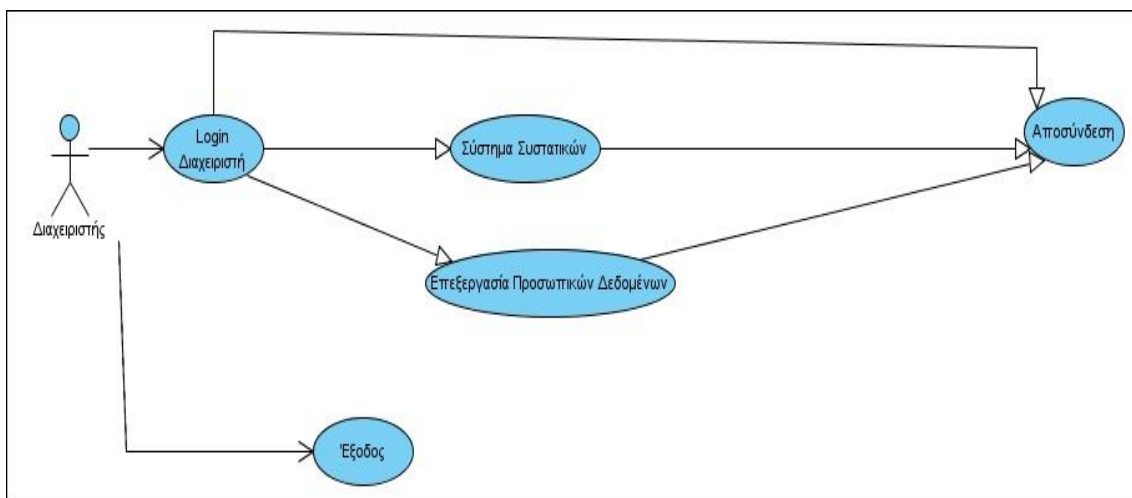 Login
Διαχειριστή
Σύστημα Συστατικών
Αποσύνδεση
Διαχειριστής
Επεξεργασία Προσωπικών Δεδομένων
Έξοδος